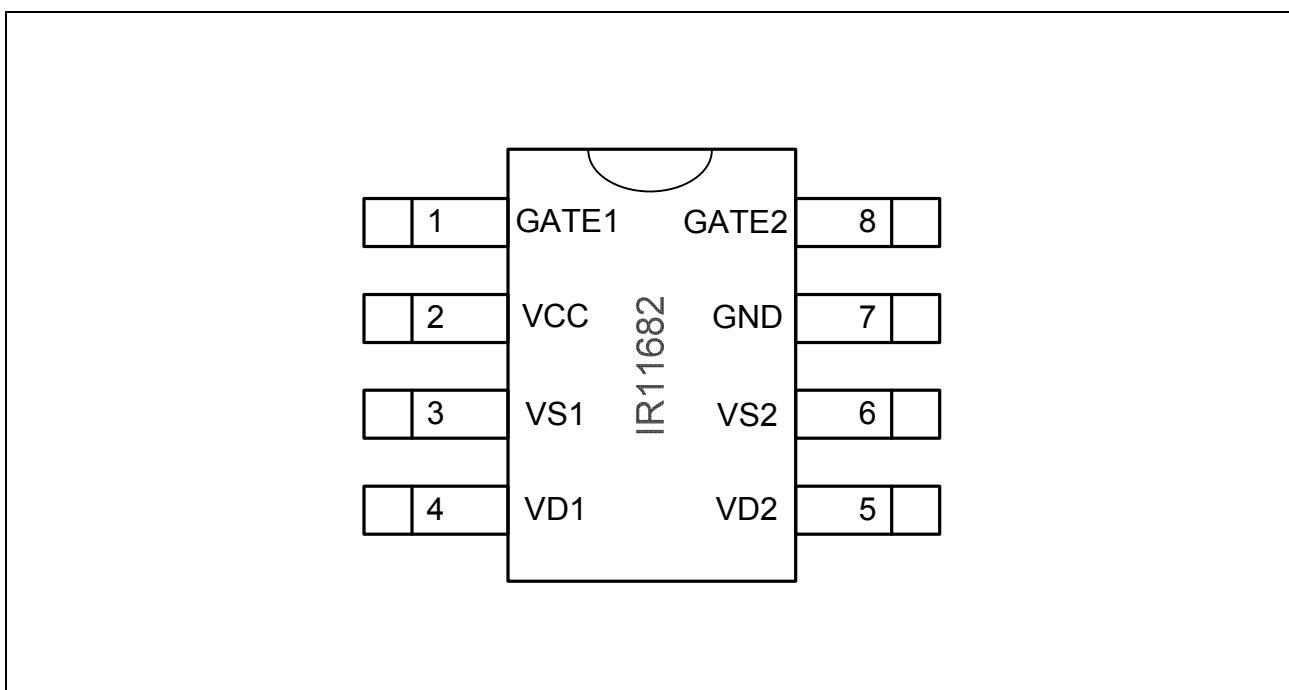 1 GATE1 GATE2 8
2 VCC GND 7
3 VS1 VS2 6
4 VD1 VD2 5
IR11682